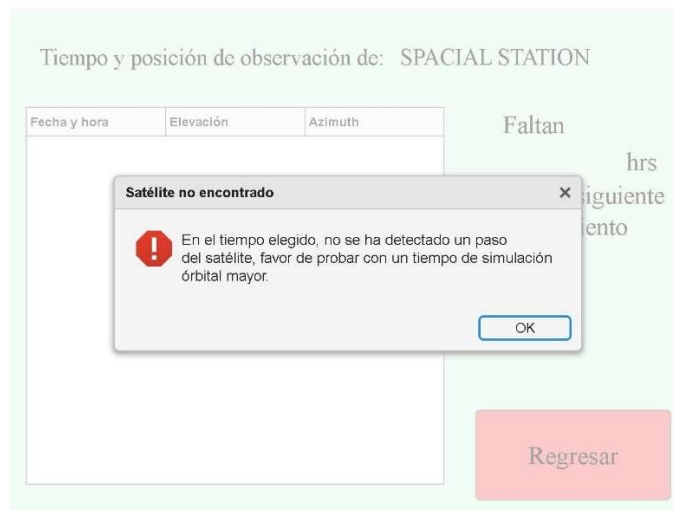 Tiempo y posición de observación de: SPACIAL STATION
Fecha y hora Elevación Azimuth
Faltan
hrs
siguiente
Satélite no encontrado
En el tiempo elegido, no se ha detectado un paso
del satélite, favor de probar con un tiempo de simulación
órbital mayor.
OK
Regresar